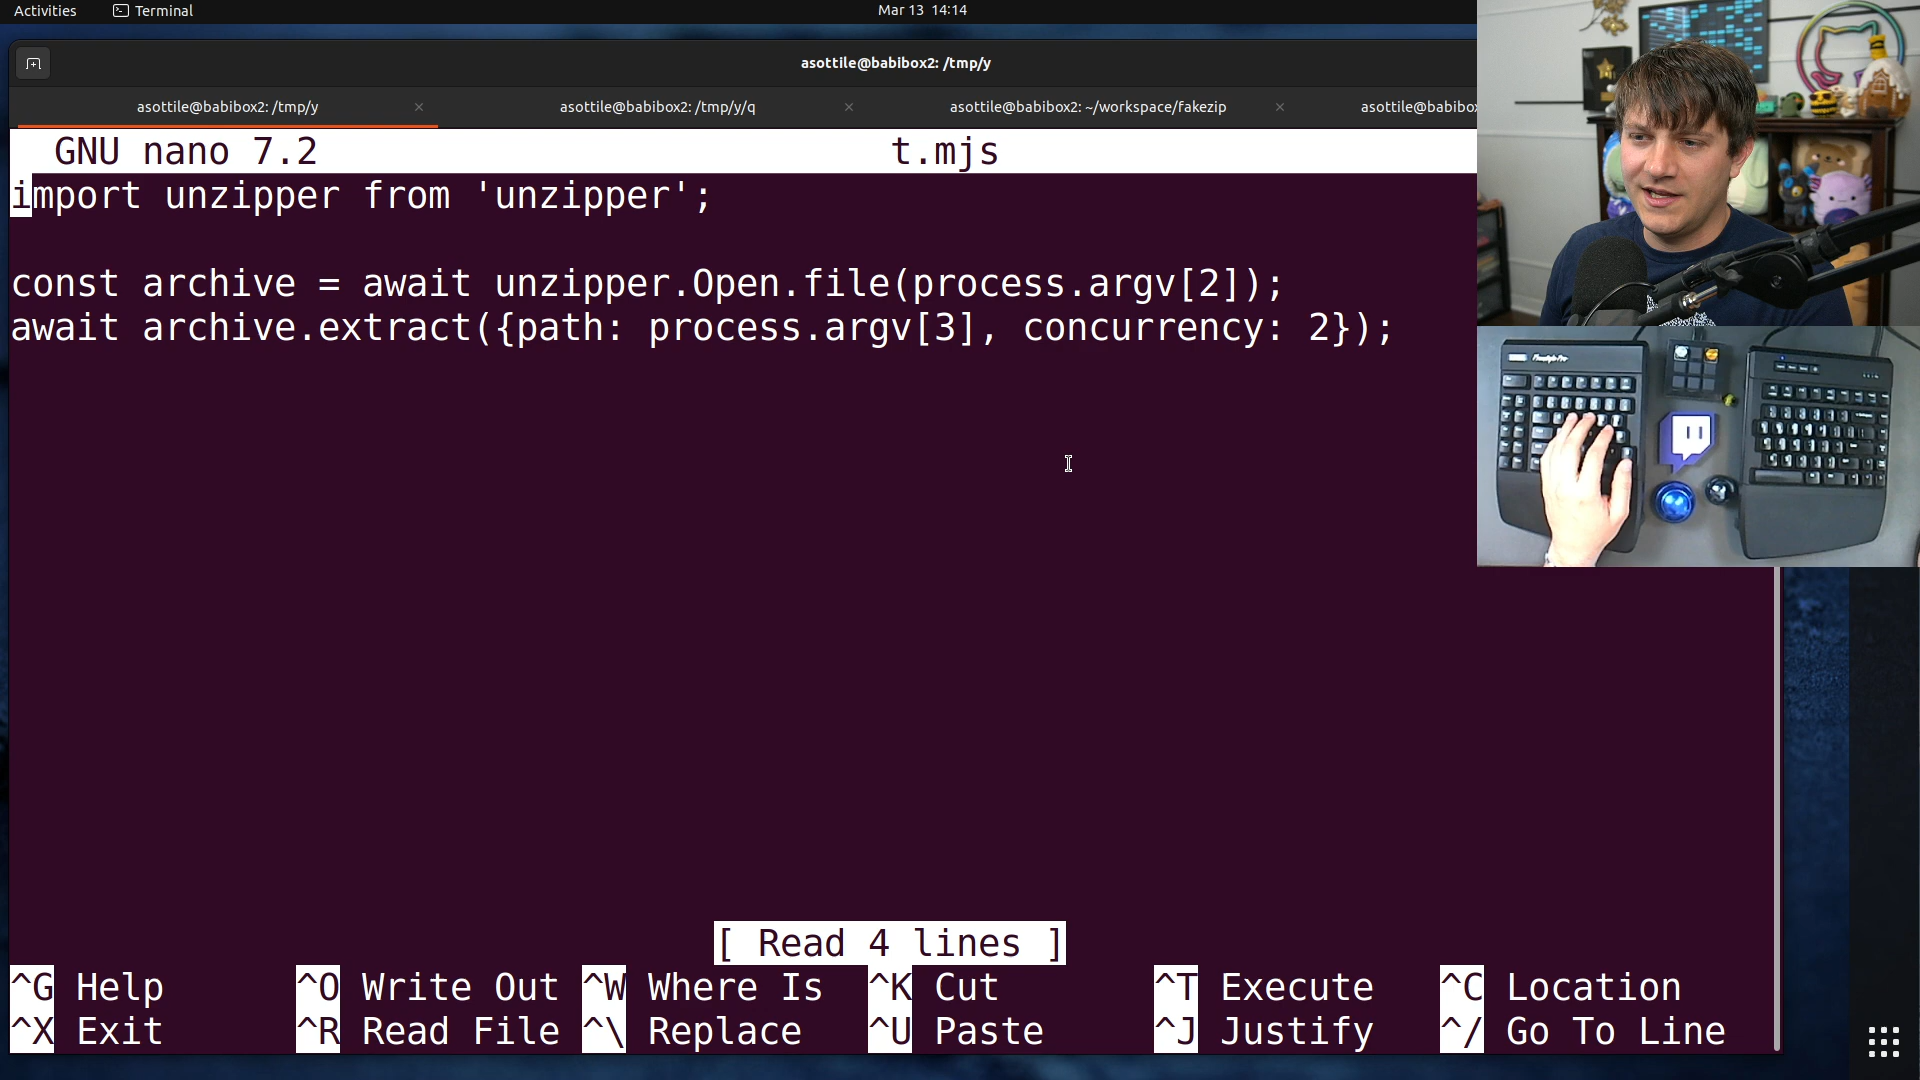 Activities
Terminal
Mar 13 14:14
asottile@babibox2: /tmp/y
asottile@babibox2: /tmp/y
asottile@babibox2: /tmp/y/q
asottile@babibox2: ~/workspace/fakezip
asottile@babibox
GNU nano 7.2 t.mjs
import unzipper from 'unzipper';
const archive = await unzipper.Open.file(process.argv[2]);
await archive.extract({path: process.argv[3], concurrency: 2});
[ Read 4 lines ]
^G Help ^O Write Out ^W Where Is ^K Cut ^T Execute ^C Location
^X Exit ^R Read File ^\ Replace ^U Paste ^J Justify ^/ Go To Line